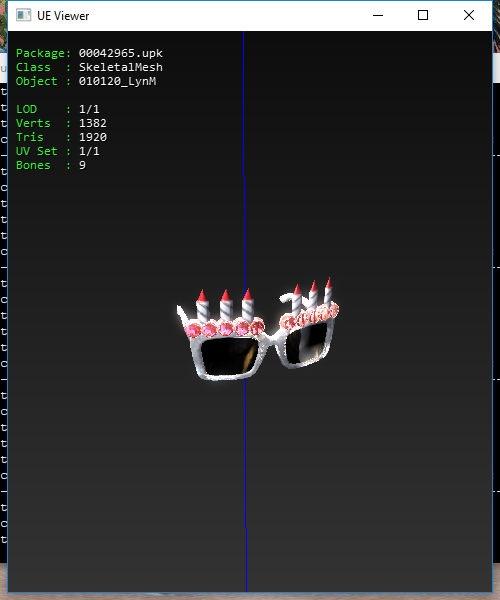 UE Viewer
Package: 00042965.upk
Class : SkeletalMesh
Object : 010120_LynM
LOD : 1/1
Verts : 1382
Tris : 1920
UV Set : 1/1
Bones : 9